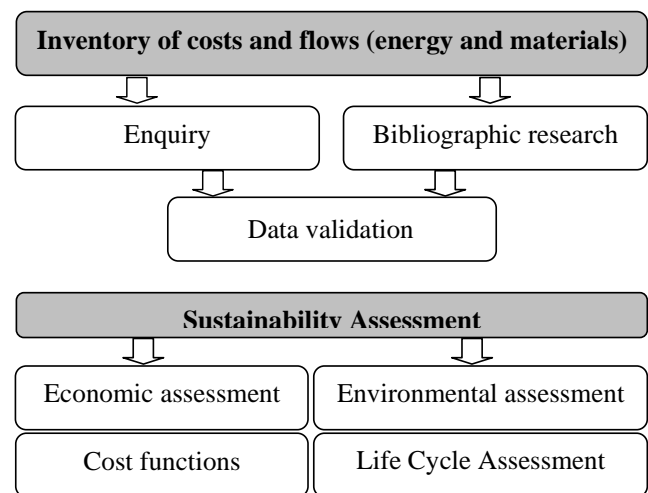 Inventory of costs and flows (energy and materials)
Enquiry
Bibliographic research
Data validation
Sustainability Assessment
Economic assessment
Environmental assessment
Cost functions
Life Cycle Assessment